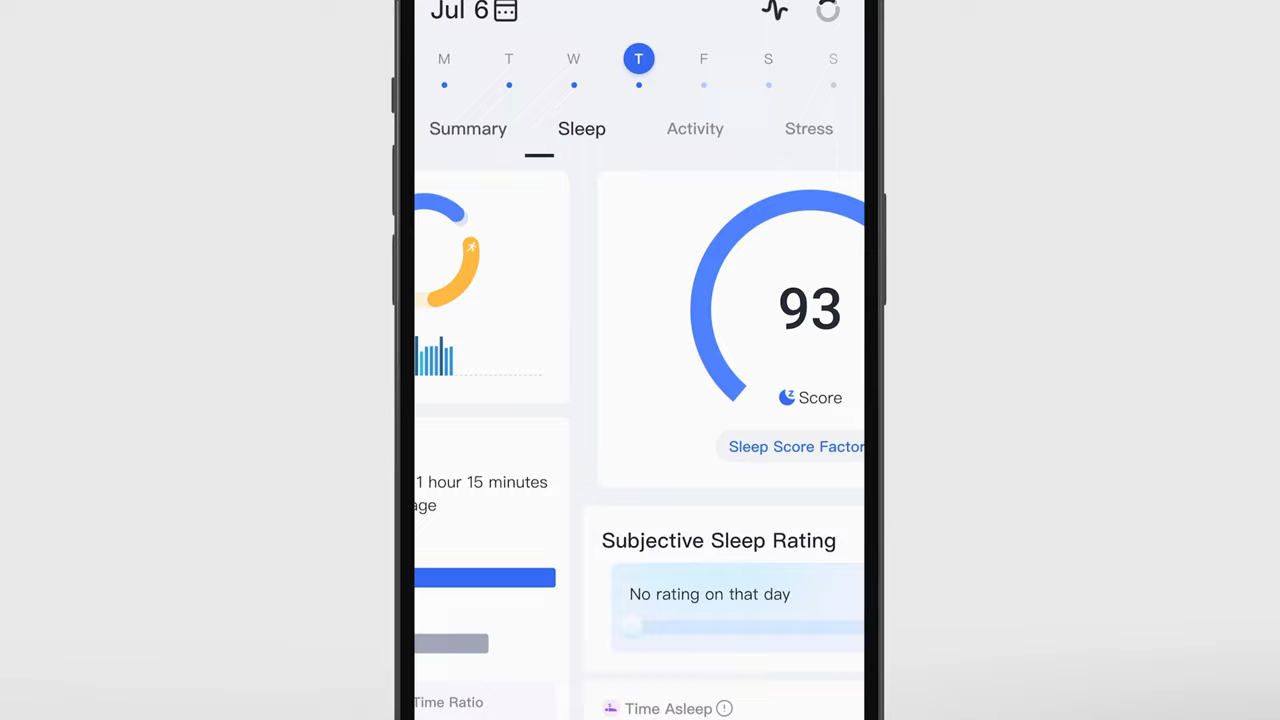 Jul 6
M T W T F S S
Summary Sleep Activity Stress
93
Score
Sleep Score Factor
1 hour 15 minutes
age
Subjective Sleep Rating
No rating on that day
Time Ratio
Time Asleep